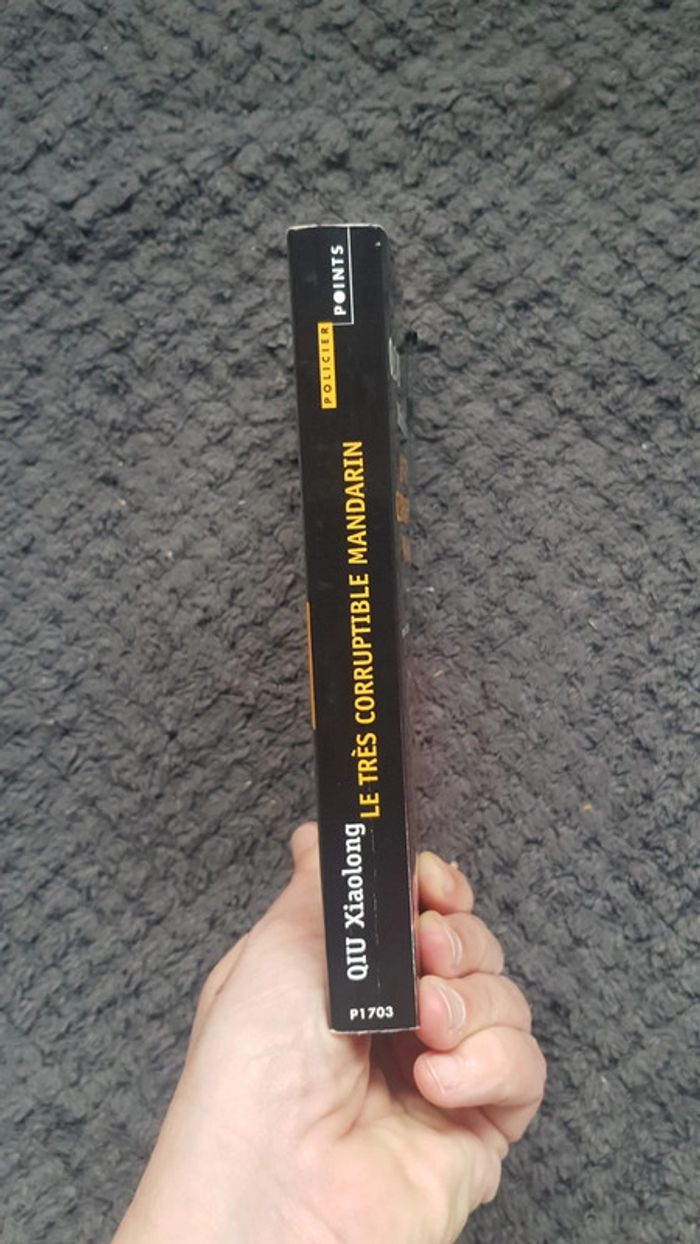 POINTS
POLICIER
LE TRÈS CORRUPTIBLE MANDARIN
QIU Xiaolong
P1703